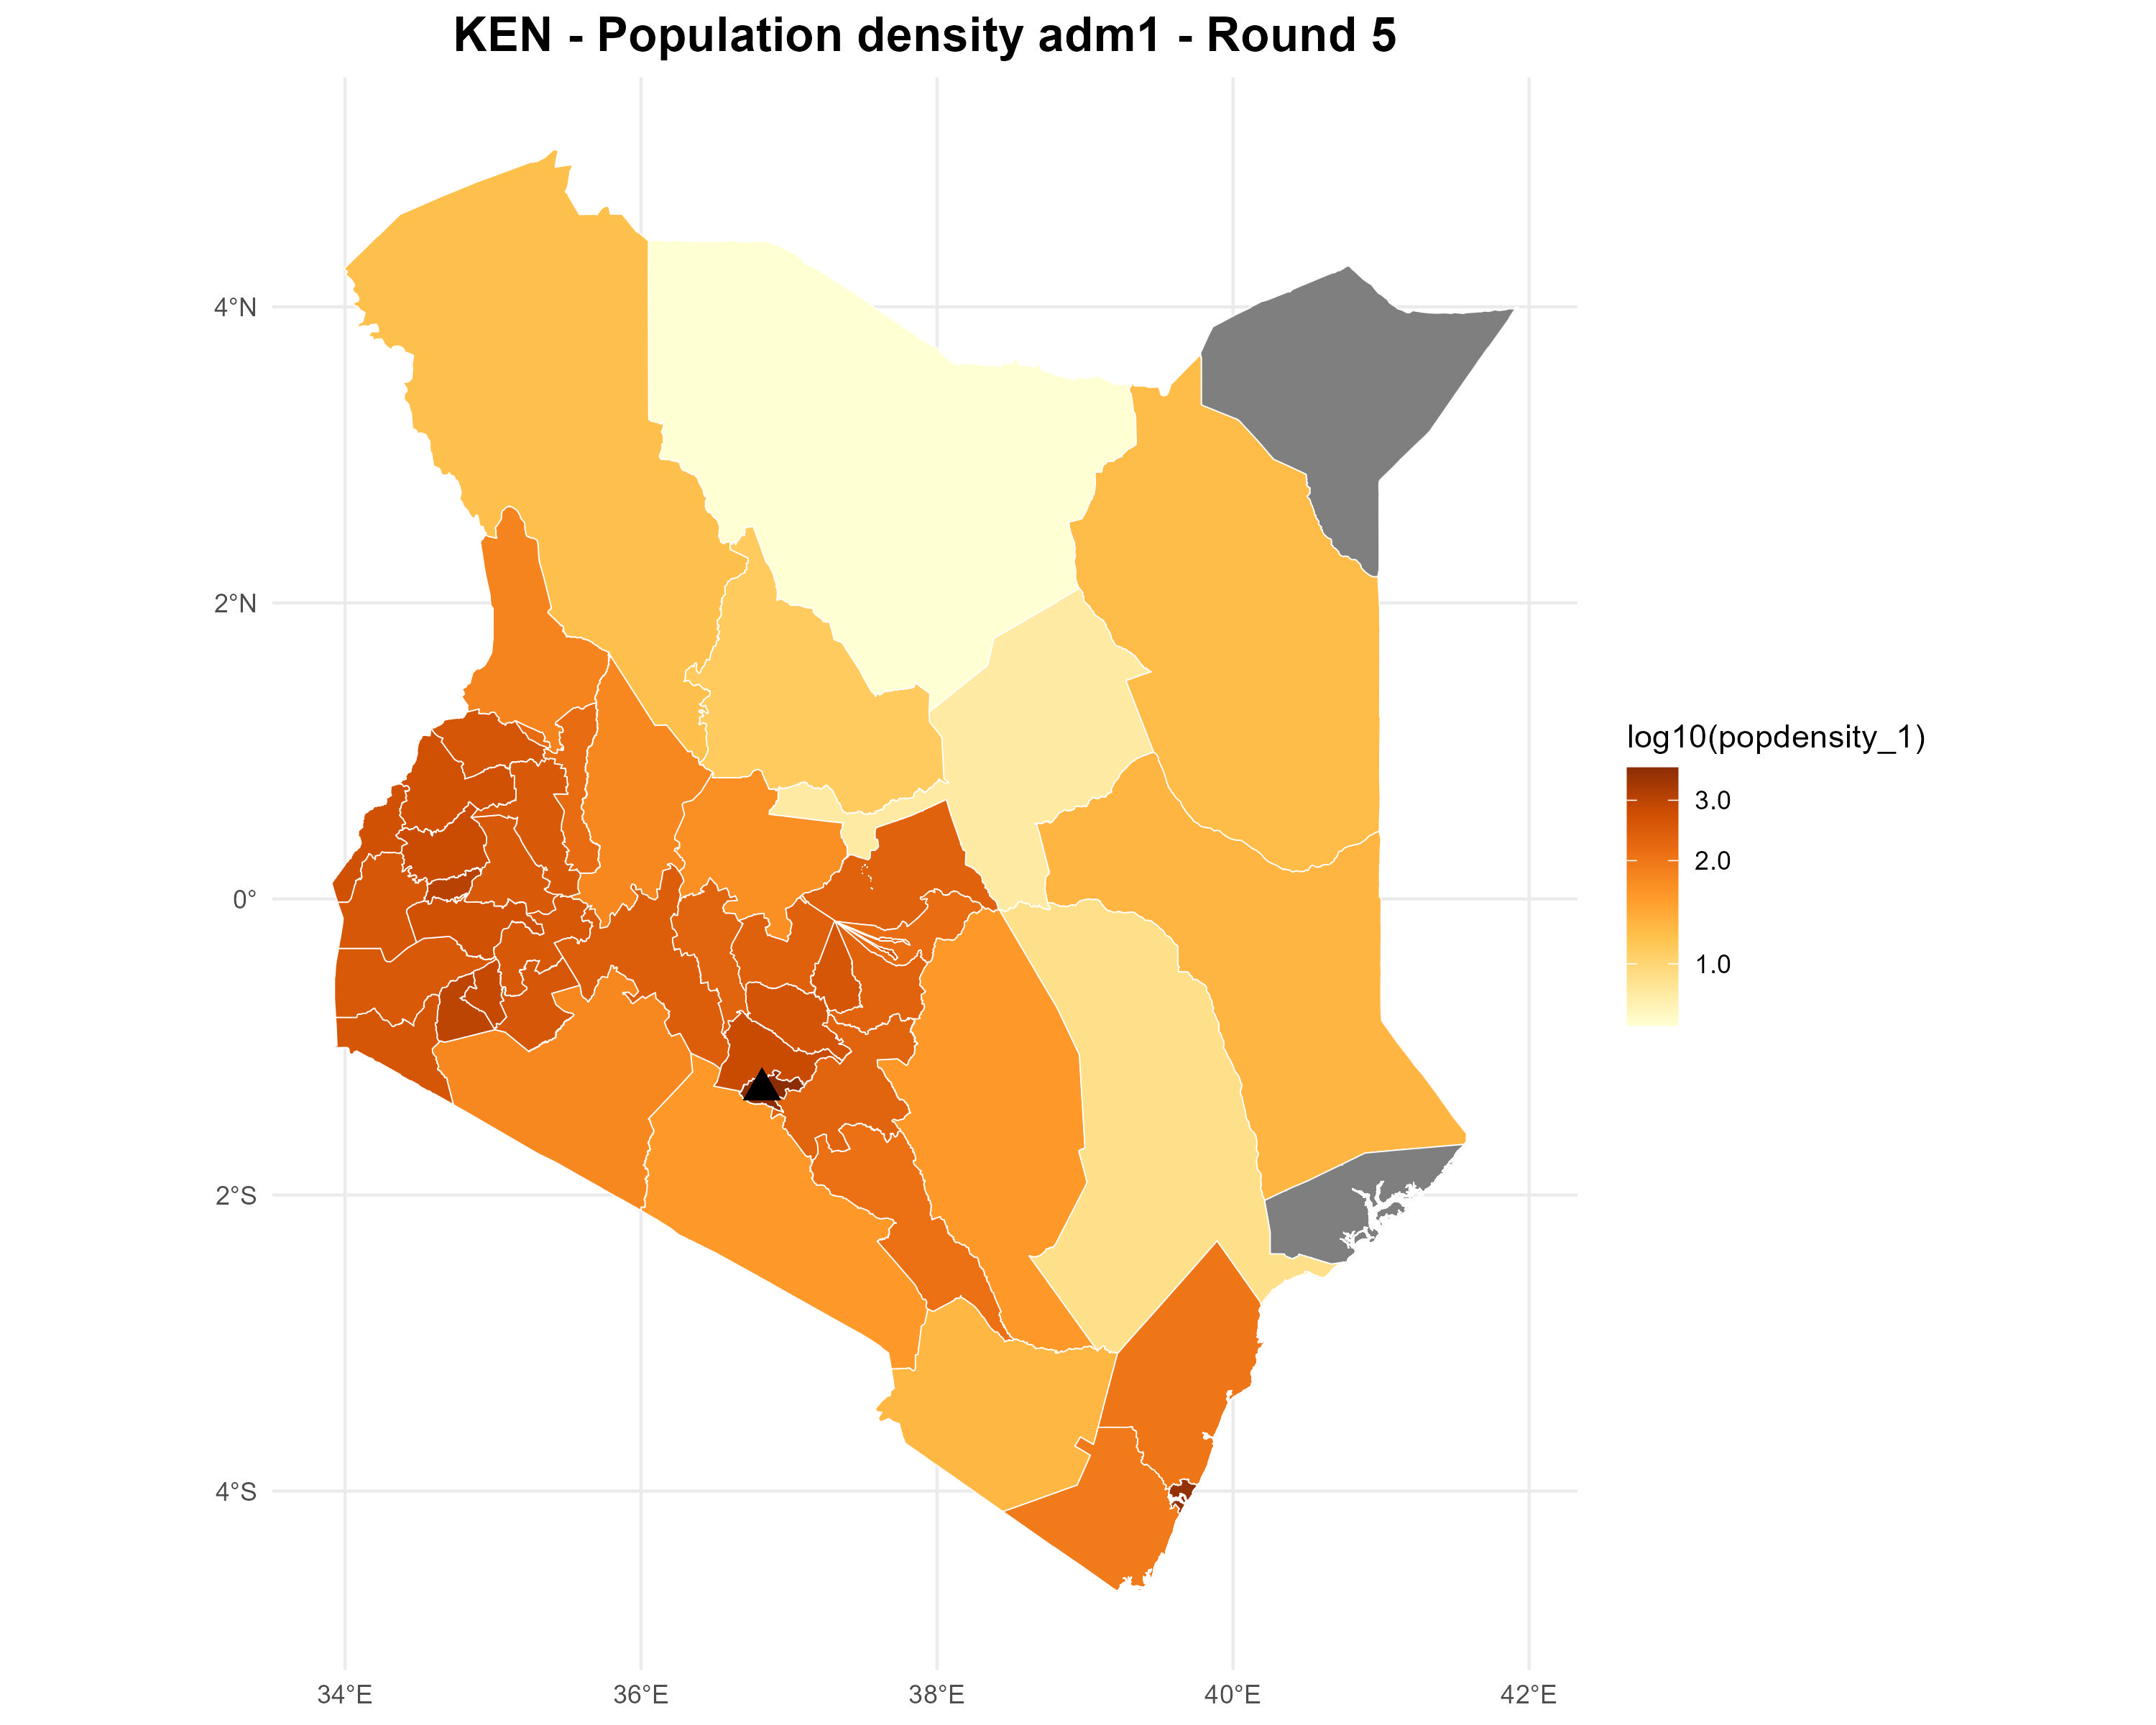 KEN - Population density adm1 - Round 5
4°N
2°N
0°
2°S
4°S
34°E
36°E
38°E
40°E
42°E
log10(popdensity_1)
3.0
2.0
1.0